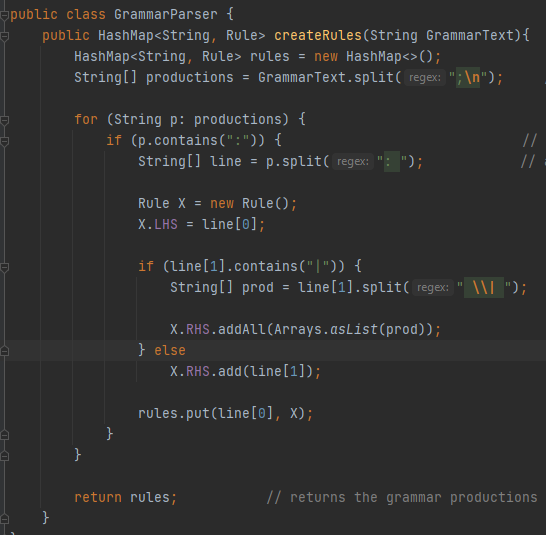 public class GrammarParser {
    public HashMap<String, Rule> createRules(String GrammarText){
        HashMap<String, Rule> rules = new HashMap<>();
        String[] productions = GrammarText.split( regex: ";\n");

        for (String p: productions) {
            if (p.contains(":")) {                              //
                String[] line = p.split( regex: ": ");            //

                Rule X = new Rule();
                X.LHS = line[0];

                if (line[1].contains("|")) {
                    String[] prod = line[1].split( regex: " \\| ");

                    X.RHS.addAll(Arrays.asList(prod));
                } else
                    X.RHS.add(line[1]);

                rules.put(line[0], X);
            }
        }

        return rules;           // returns the grammar productions
    }